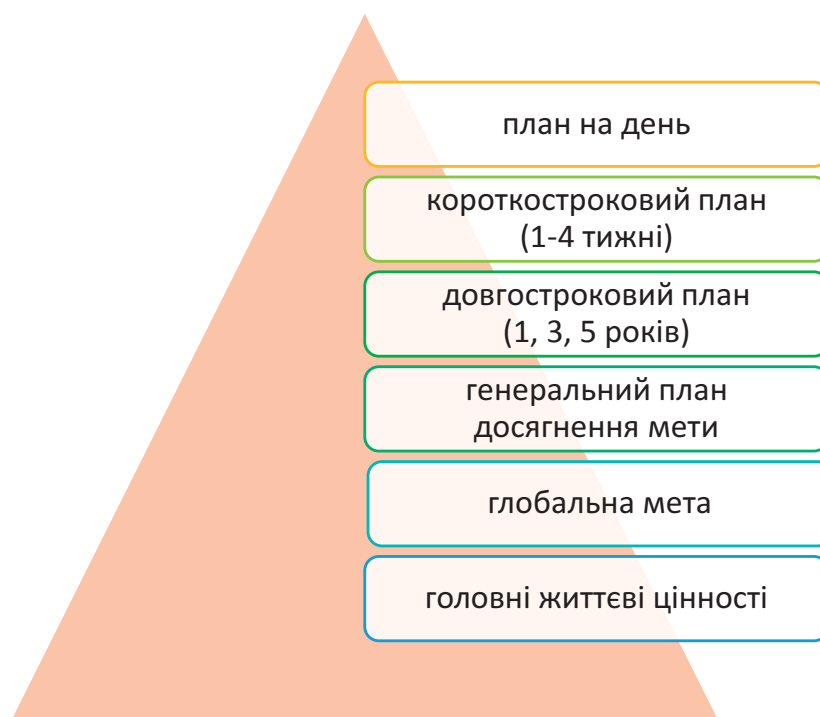 план на день
короткостроковий план
(1-4 тижні)
довгостроковий план
(1, 3, 5 років)
генеральний план
досягнення мети
глобальна мета
головні життєві цінності